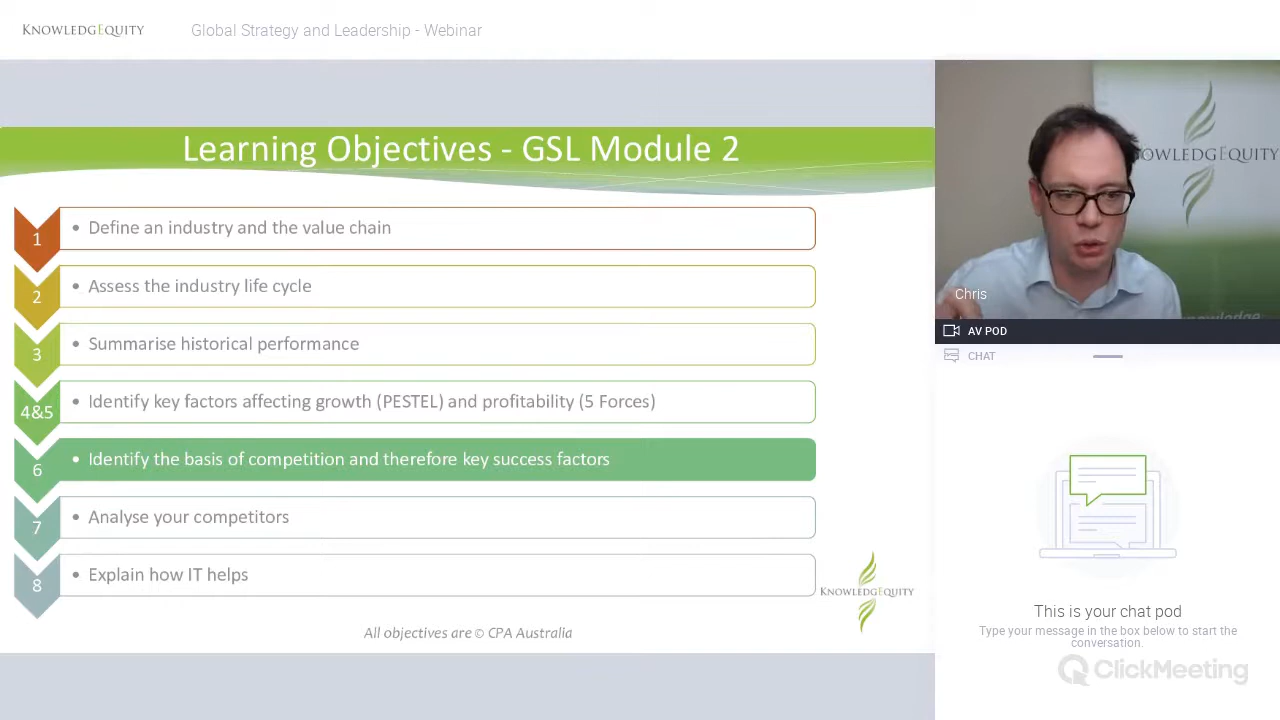 KNOWLEDGEQUITY
Global Strategy and Leadership - Webinar
Learning Objectives - GSL Module 2
1
• Define an industry and the value chain
2
• Assess the industry life cycle
3
• Summarise historical performance
4&5
• Identify key factors affecting growth (PESTEL) and profitability (5 Forces)
6
• Identify the basis of competition and therefore key success factors
7
• Analyse your competitors
8
• Explain how IT helps
KNOWLEDGEQUITY
All objectives are © CPA Australia
OWLEDGEQUITY
Chris
knowledge
AV POD
CHAT
This is your chat pod
Type your message in the box below to start the
conversation.
ClickMeeting